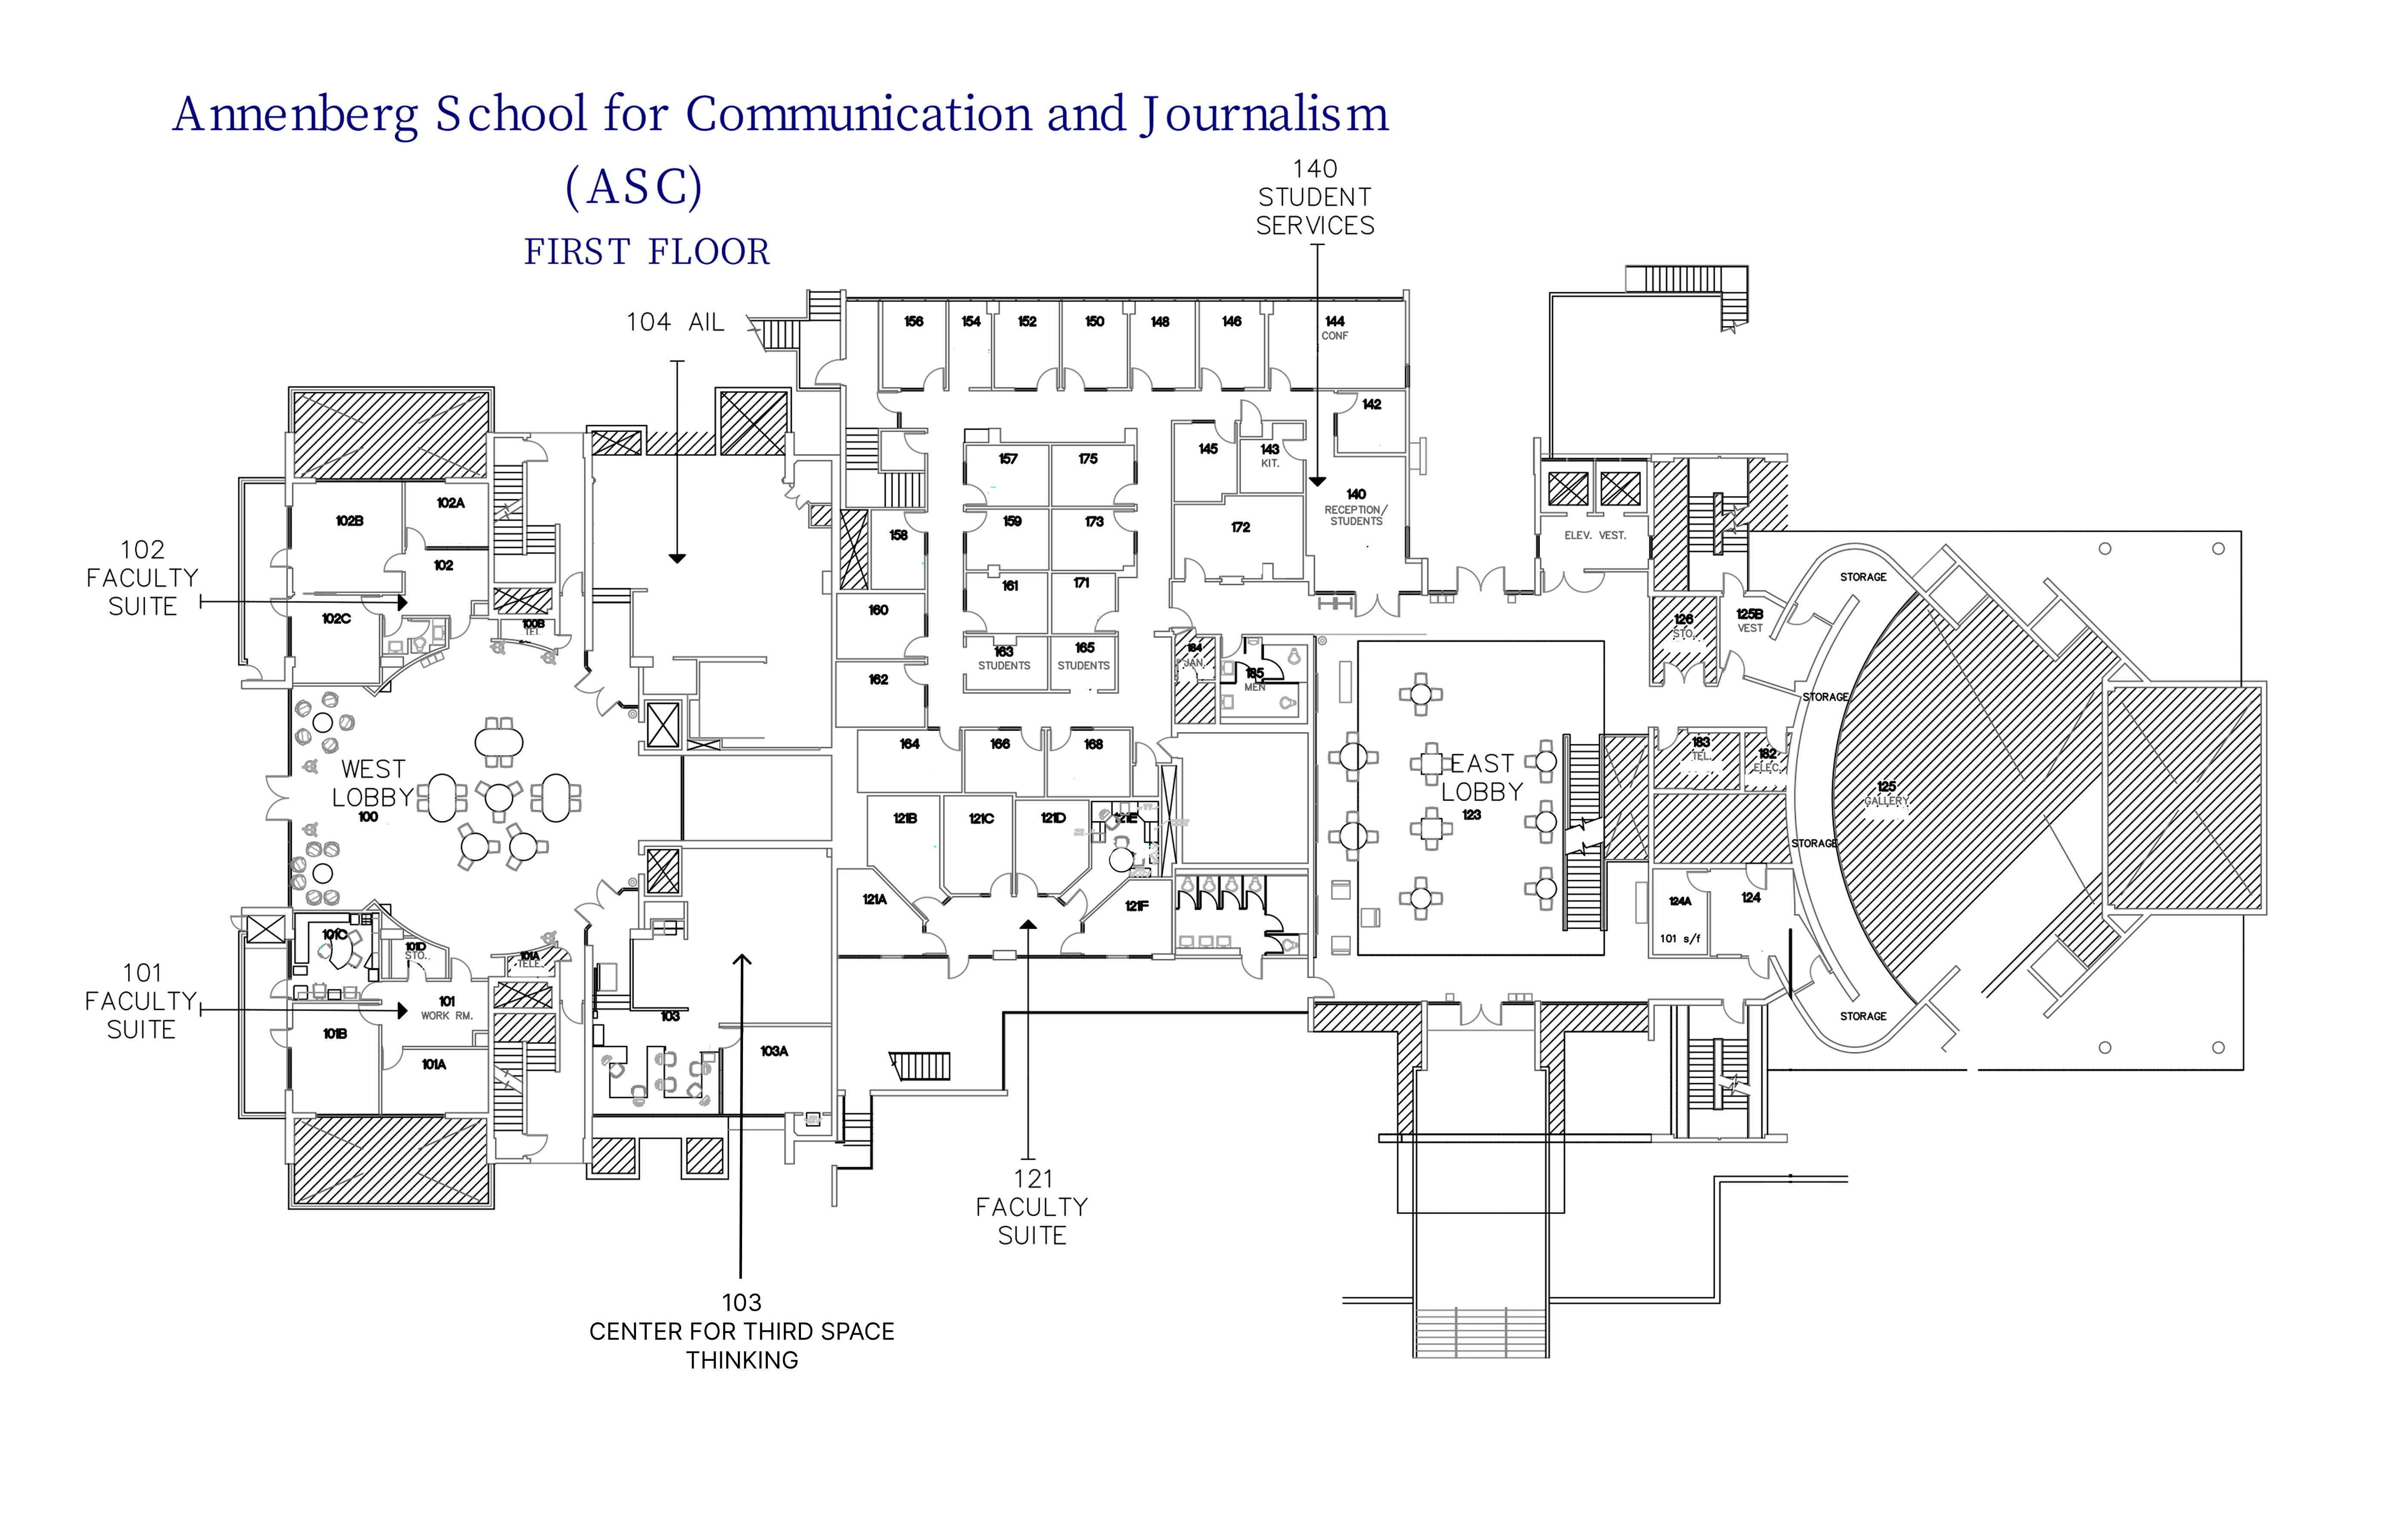 Annenberg School for Communication and Journalism
(ASC)
FIRST FLOOR
140
STUDENT
SERVICES
104 AIL
156
154
152
150
148
146
144
CONF
142
145
143
KIT.
140
RECEPTION/
STUDENTS
172
157
175
159
173
161
171
163
STUDENTS
165
STUDENTS
158
160
162
164
166
168
102
FACULTY
SUITE
102B
102A
102
102C
100B
TEL.
WEST
LOBBY
100
101
FACULTY
SUITE
101C
101D
STO.
101A
TELE.
101
WORK RM.
101B
101A
103
103A
121B
121C
121D
121E
121A
121F
184
JAN.
185
MEN
EAST
LOBBY
123
ELEV. VEST.
126
STO.
125B
VEST
STORAGE
STORAGE
183
TEL.
182
ELEC.
125
GALLERY
STORAGE
124A
101 s/f
124
STORAGE
121
FACULTY
SUITE
103
CENTER FOR THIRD SPACE
THINKING